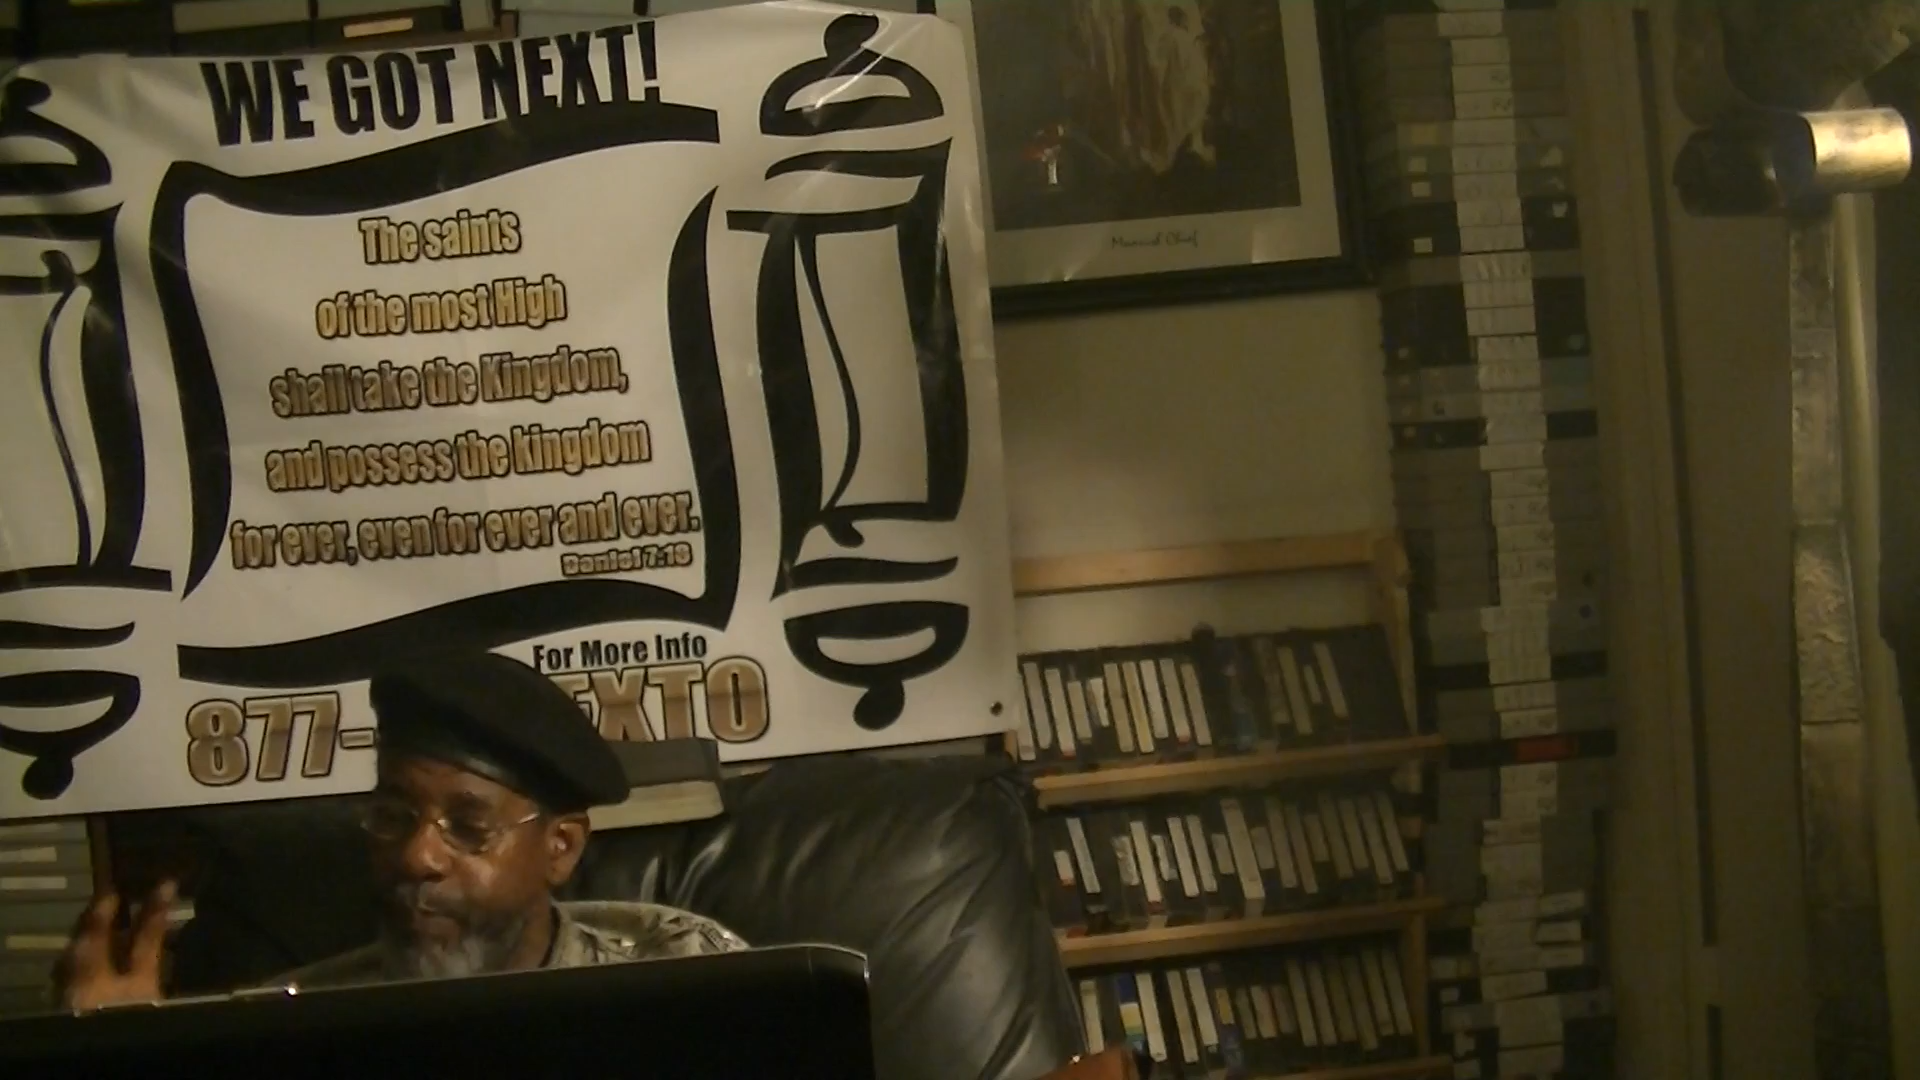 WE GOT NEXT!
The saints
of the most High
shall take the Kingdom,
and possess the kingdom
for ever, even for ever and ever.
Daniel 7:18
For More Info
877- EXTO